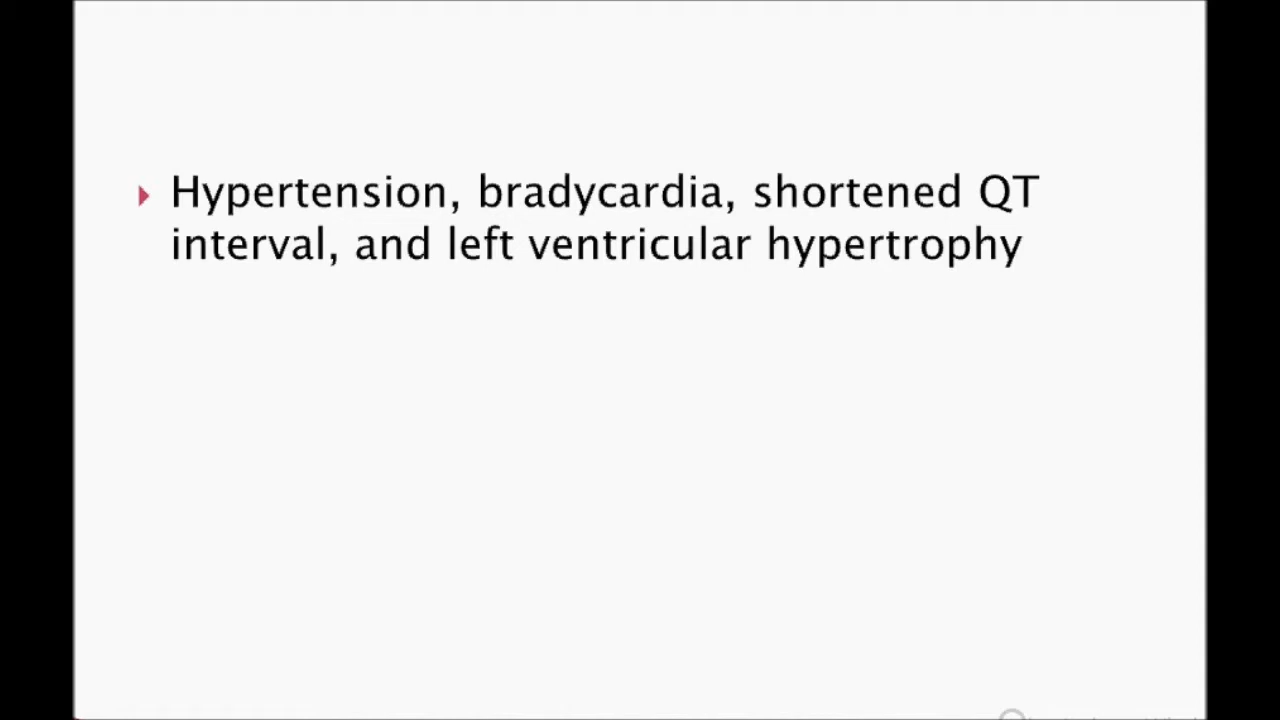 Hypertension, bradycardia, shortened QT
interval, and left ventricular hypertrophy